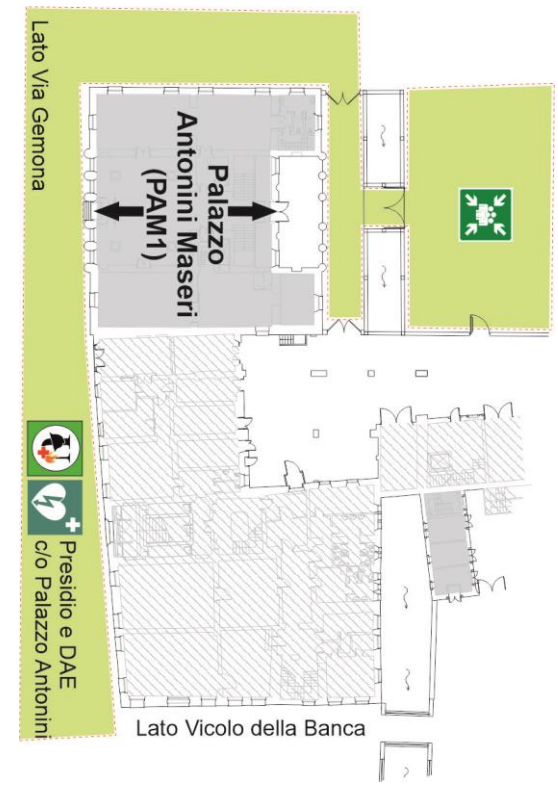 Lato Via Gemona
Palazzo
Antonini Maseri
(PAM1)
Presidio e DAE
c/o Palazzo Antonini
Lato Vicolo della Banca